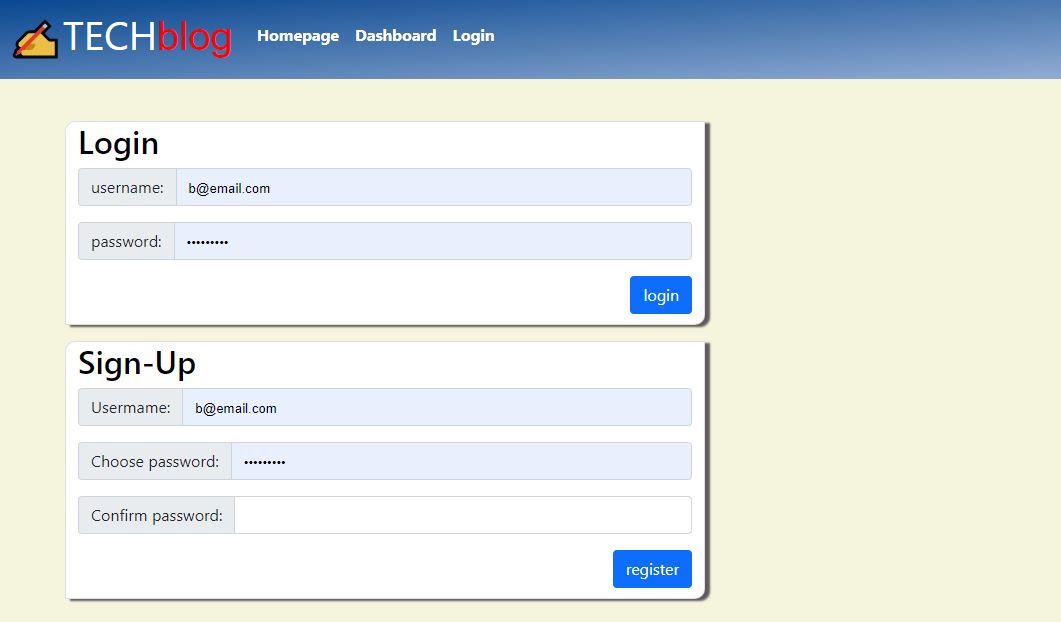 TECHblog Homepage Dashboard Login
Login
username: b@email.com
password: •••••••••
login
Sign-Up
Usermame: b@email.com
Choose password: •••••••••
Confirm password:
register